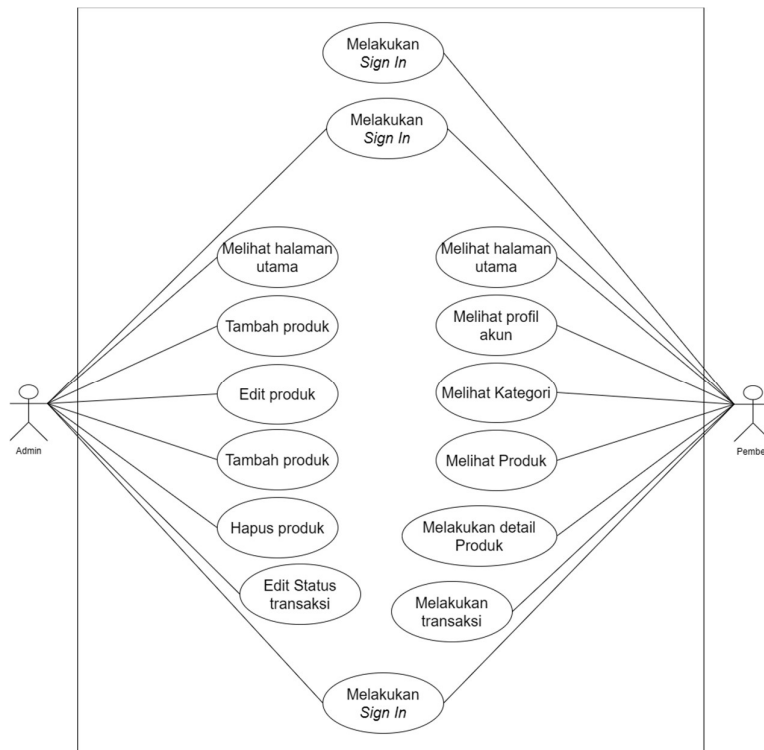 Melakukan
Sign In
Melakukan
Sign In
Melihat halaman
utama
Melihat halaman
utama
Tambah produk
Melihat profil
akun
Edit produk
Melihat Kategori
Admin
Pembe
Tambah produk
Melihat Produk
Hapus produk
Melakukan detail
Produk
Edit Status
transaksi
Melakukan
transaksi
Melakukan
Sign In